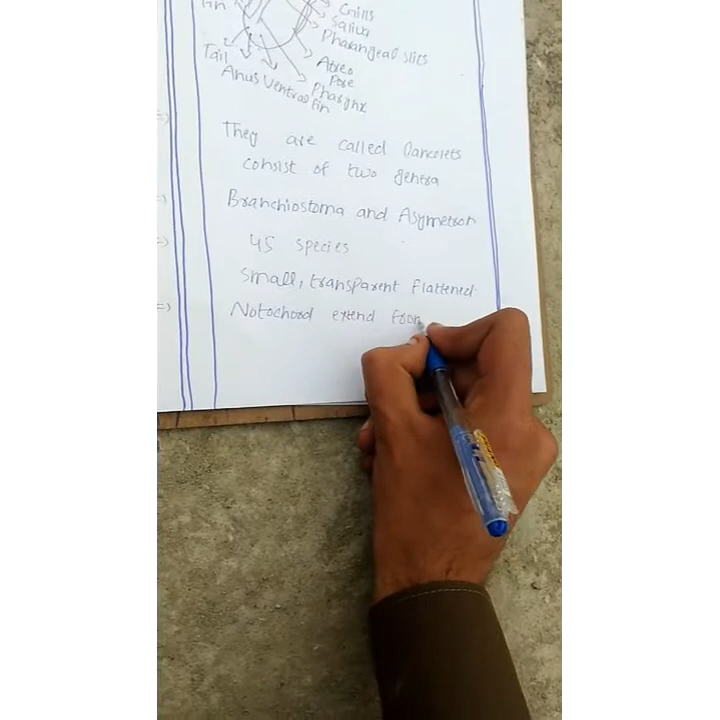 Gills
Saliva
Pharangeal slits
Tail
Atreo
Pore
Anus Ventral Fin
Pharynx
They are called Lancelets
consist of two genera
Branchiostoma and Asymetron
45 species
small, transparent flattened.
Notochord extend from